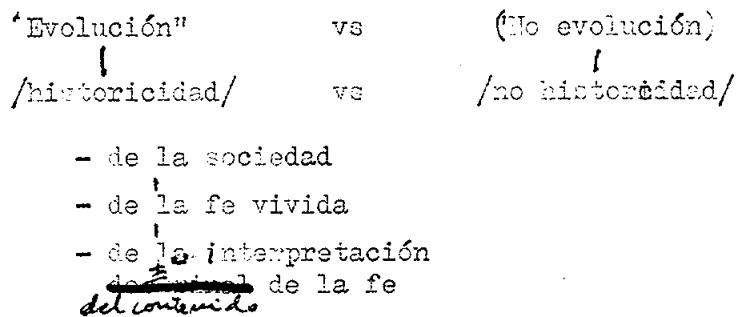 "Evolución" vs (No evolución)
/historicidad/ vs /no historicidad/
- de la sociedad
- de la fe vivida
- de la interpretación
de la fe
del contenido